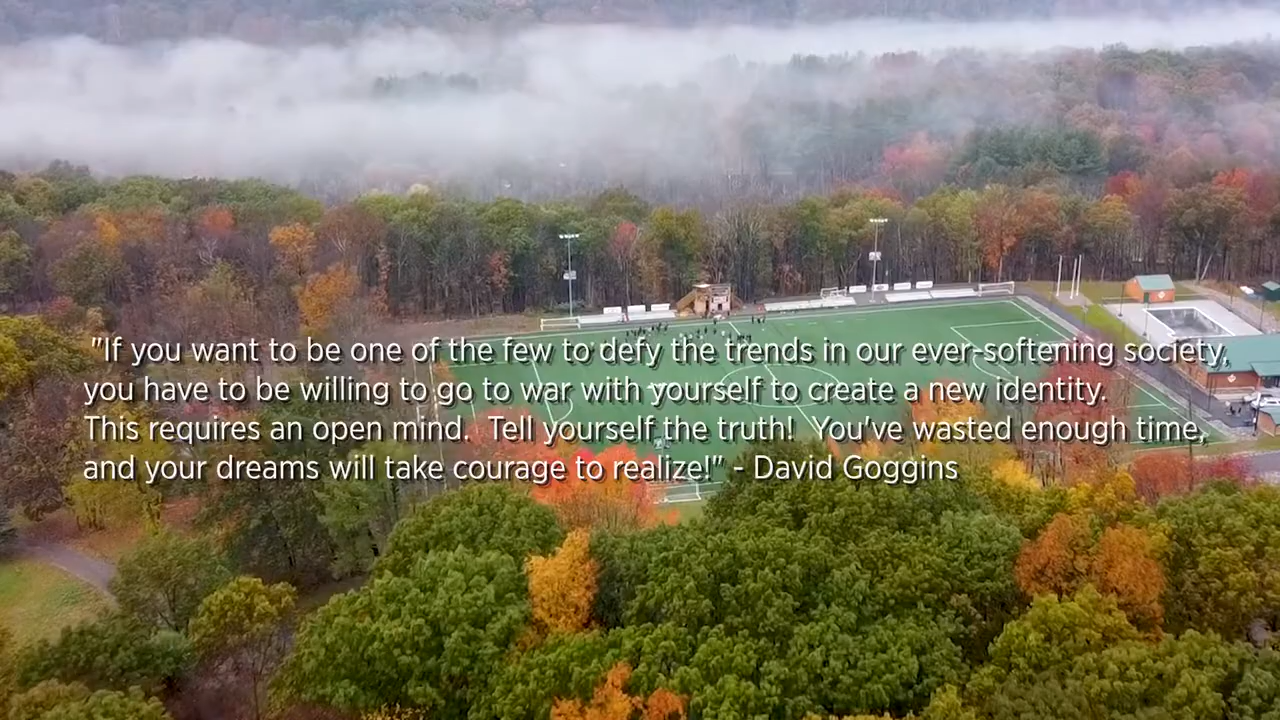 "If you want to be one of the few to defy the trends in our ever-softening society,
you have to be willing to go to war with yourself to create a new identity.
This requires an open mind.  Tell yourself the truth!  You've wasted enough time,
and your dreams will take courage to realize!" - David Goggins